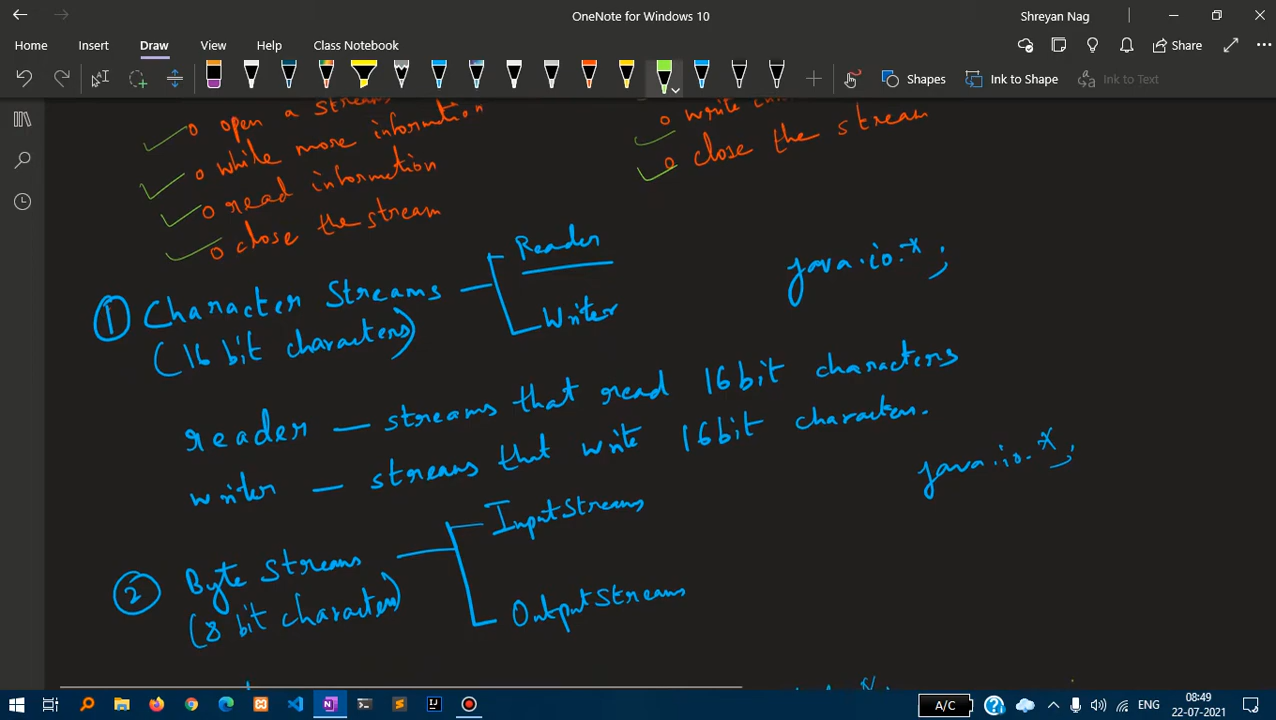 OneNote for Windows 10
Shreyan Nag
Home Insert Draw View Help Class Notebook
Share
Shapes Ink to Shape Ink to Text
open a stream
while more information
read information
close the stream
write
close the stream
① Character Streams
(16 bit characters)
Reader
Writer
java.io.*;
reader — streams that read 16bit characters
writer — streams that write 16bit characters.
java.io.*;
② Byte Streams
(8 bit characters)
InputStreams
OutputStreams
A/C
ENG
08:49
22-07-2021